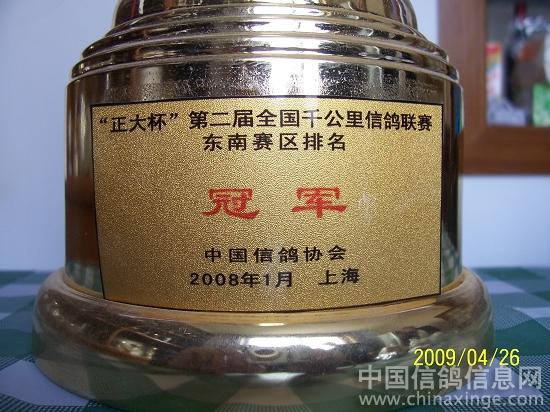 “正大杯”第二届全国千公里信鸽联赛
东南赛区排名
冠 军
中国信鸽协会
2008年1月 上海
2009/04/26
中国信鸽信息网
www.chinaxinge.com